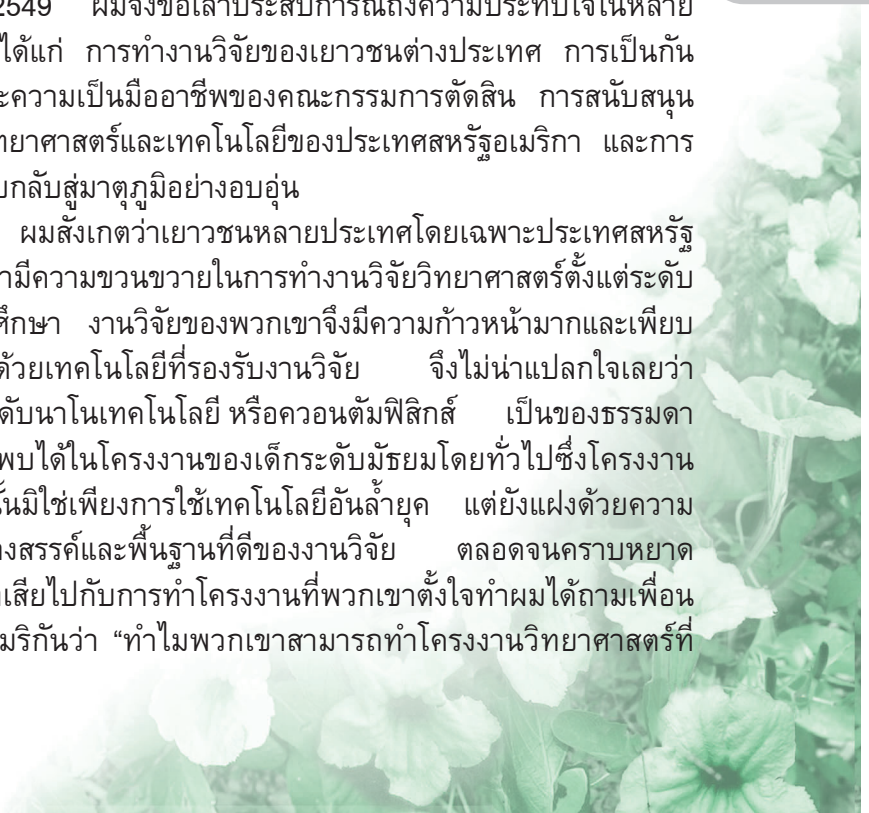 2549 ผมจึงขอเล่าประสบการณ์ถึงความประทับใจในหลาย
ได้แก่ การทำงานวิจัยของเยาวชนต่างประเทศ การเป็นกัน
ะความเป็นมืออาชีพของคณะกรรมการตัดสิน การสนับสนุน
ทยาศาสตร์และเทคโนโลยีของประเทศสหรัฐอเมริกา และการ
บกลับสู่มาตุภูมิอย่างอบอุ่น
ผมสังเกตว่าเยาวชนหลายประเทศโดยเฉพาะประเทศสหรัฐ
ามีความขวนขวายในการทำงานวิจัยวิทยาศาสตร์ตั้งแต่ระดับ
ศึกษา งานวิจัยของพวกเขาจึงมีความก้าวหน้ามากและเพียบ
ด้วยเทคโนโลยีที่รองรับงานวิจัย จึงไม่น่าแปลกใจเลยว่า
ดับนาโนเทคโนโลยี หรือควอนตัมฟิสิกส์ เป็นของธรรมดา
พบได้ในโครงงานของเด็กระดับมัธยมโดยทั่วไปซึ่งโครงงาน
ั้นมิใช่เพียงการใช้เทคโนโลยีอันล้ำยุค แต่ยังแฝงด้วยความ
างสรรค์และพื้นฐานที่ดีของงานวิจัย ตลอดจนคราบหยาด
เสียไปกับการทำโครงงานที่พวกเขาตั้งใจทำผมได้ถามเพื่อน
มริกันว่า “ทำไมพวกเขาสามารถทำโครงงานวิทยาศาสตร์ที่